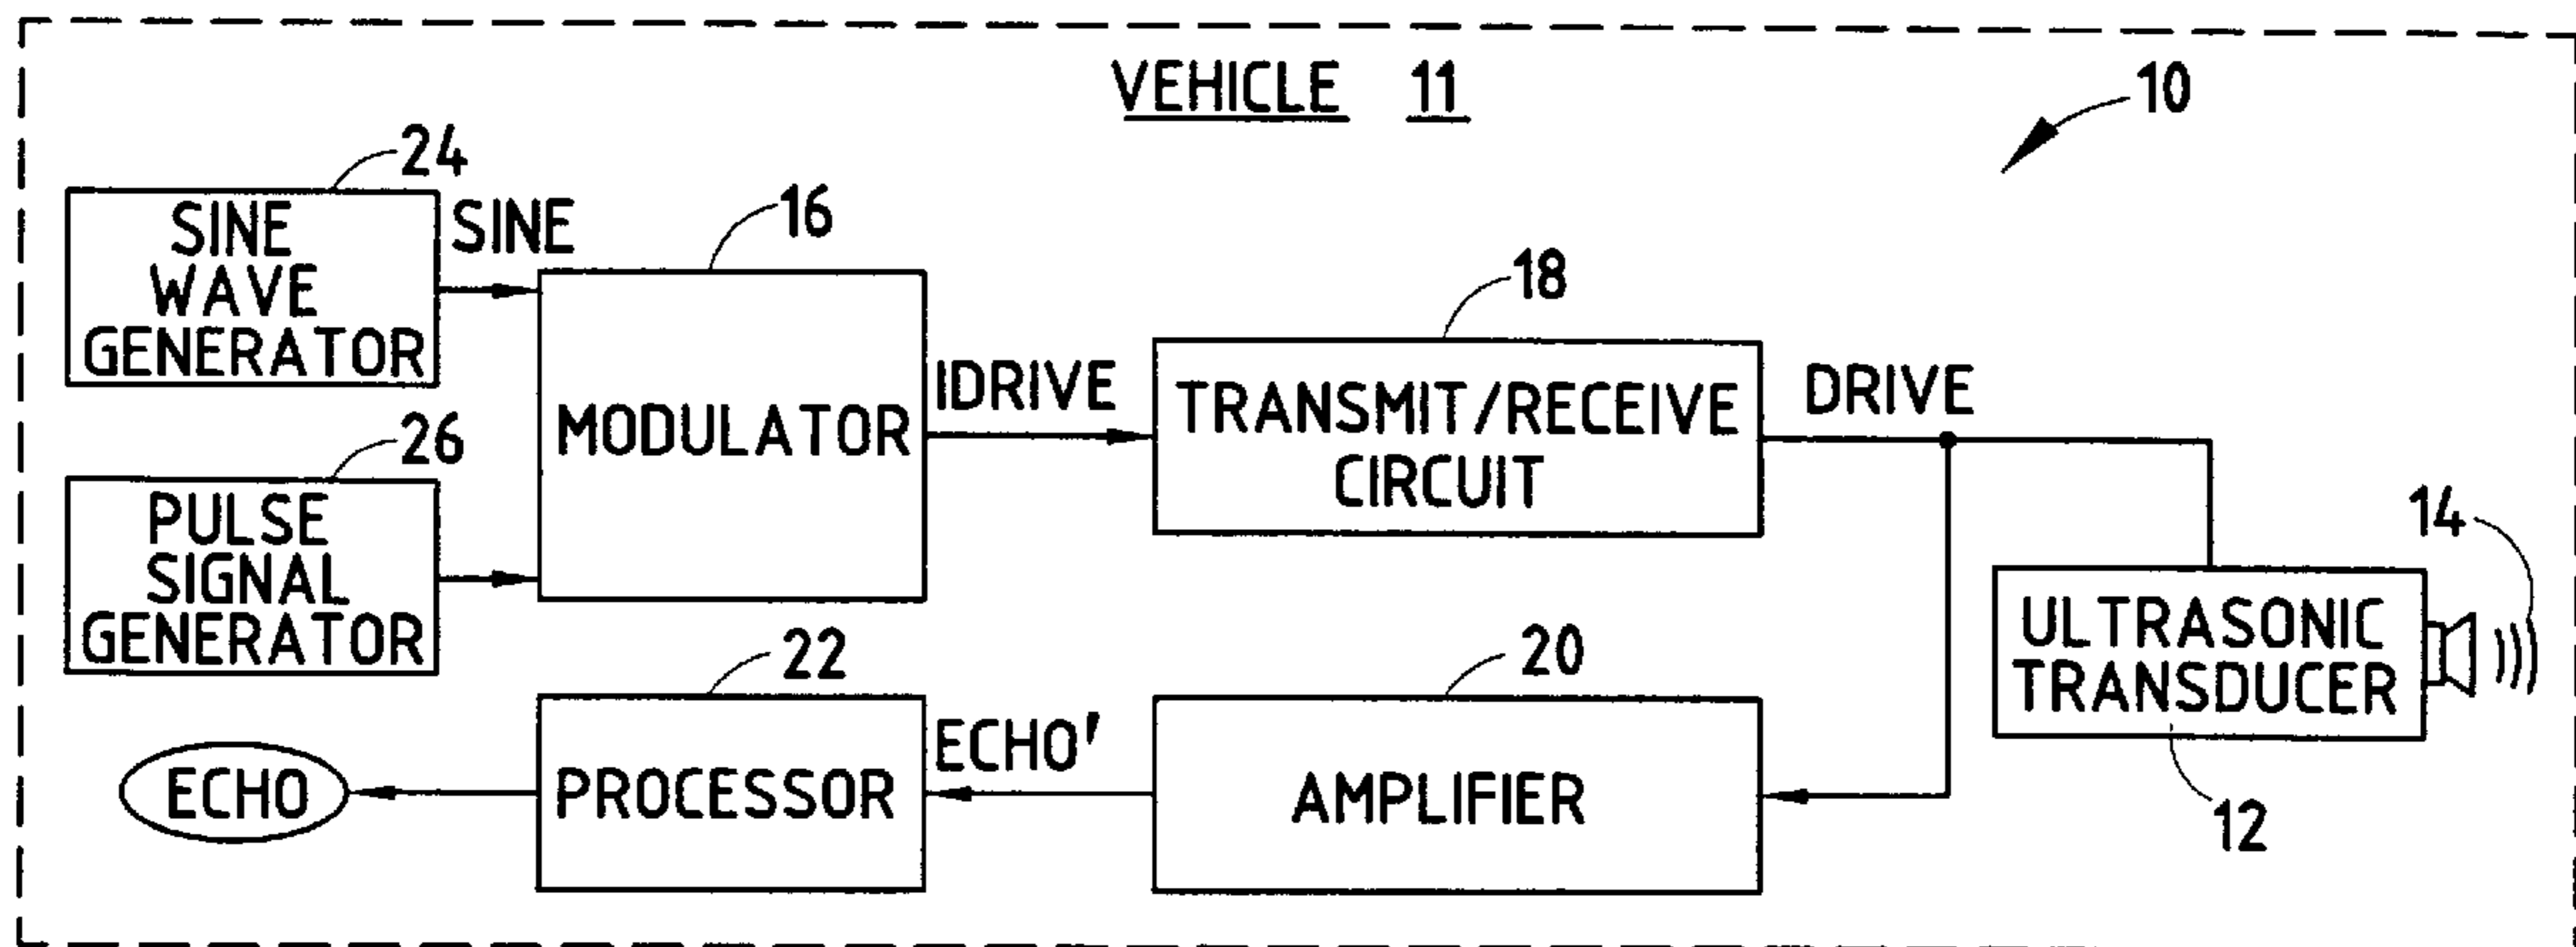 VEHICLE 11
10
24
SINE
WAVE
GENERATOR
SINE
16
MODULATOR
26
PULSE
SIGNAL
GENERATOR
IDRIVE
18
TRANSMIT/RECEIVE
CIRCUIT
DRIVE
14
ULTRASONIC
TRANSDUCER
12
20
AMPLIFIER
ECHO'
22
PROCESSOR
ECHO